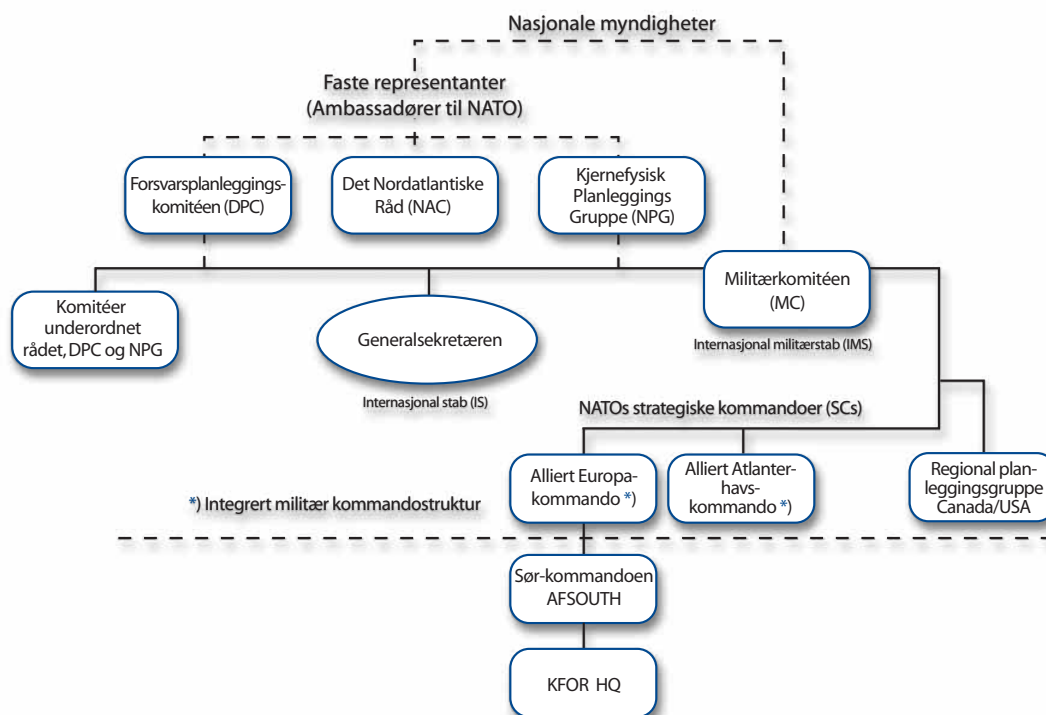 Nasjonale myndigheter
Faste representanter
(Ambassadører til NATO)
Forsvarsplanleggings-
komitéen (DPC)
Det Nordatlantiske
Råd (NAC)
Kjernefysisk
Planleggings
Gruppe (NPG)
Komitéer
underordnet
rådet, DPC og NPG
Generalsekretæren
Internasjonal stab (IS)
Militærkomitéen
(MC)
Internasjonal militærstab (IMS)
NATOs strategiske kommandoer (SCs)
Alliert Europa-
kommando *)
Alliert Atlanter-
havs-
kommando *)
Regional plan-
leggingsgruppe
Canada/USA
*) Integrert militær kommandostruktur
Sør-kommandoen
AFSOUTH
KFOR HQ